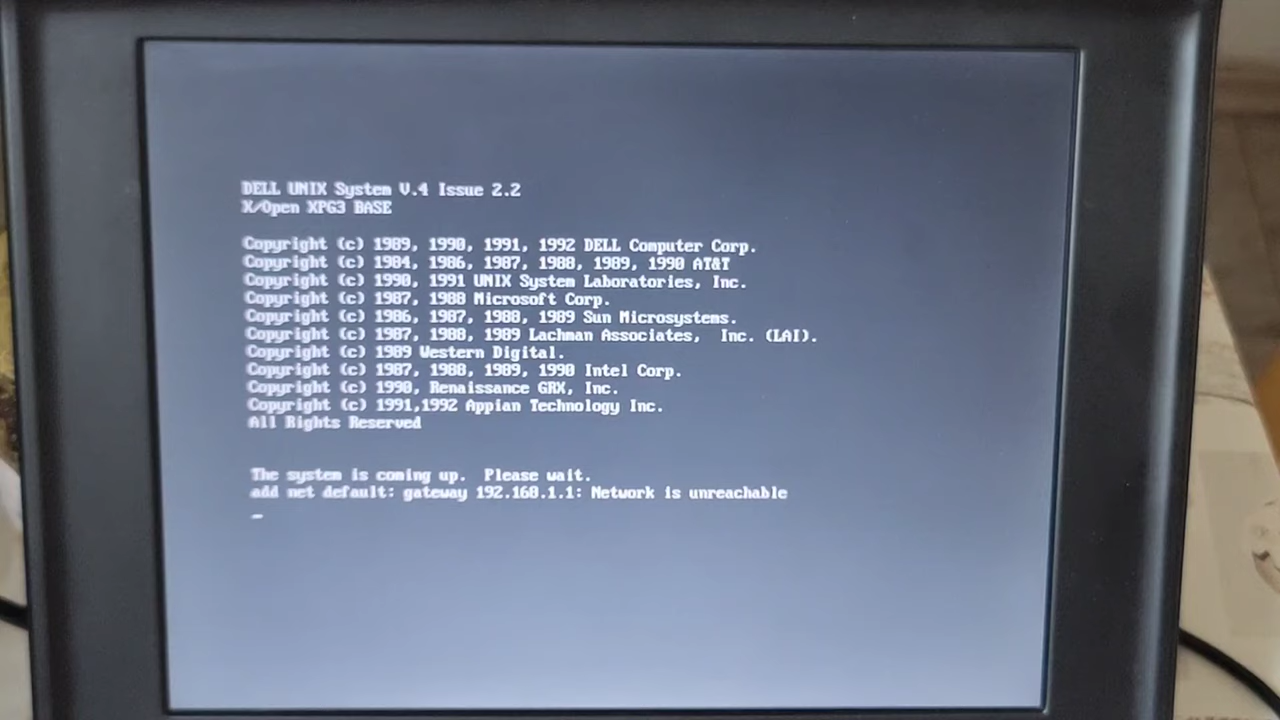 DELL UNIX System V.4 Issue 2.2
X/Open XPG3 BASE
Copyright (c) 1989, 1990, 1991, 1992 DELL Computer Corp.
Copyright (c) 1984, 1986, 1987, 1988, 1989, 1990 AT&T
Copyright (c) 1990, 1991 UNIX System Laboratories, Inc.
Copyright (c) 1987, 1988 Microsoft Corp.
Copyright (c) 1986, 1987, 1988, 1989 Sun Microsystems.
Copyright (c) 1987, 1988, 1989 Lachman Associates,  Inc. (LAI).
Copyright (c) 1989 Western Digital.
Copyright (c) 1987, 1988, 1989, 1990 Intel Corp.
Copyright (c) 1990, Renaissance GRX, Inc.
Copyright (c) 1991,1992 Appian Technology Inc.
All Rights Reserved
The system is coming up.  Please wait.
add net default: gateway 192.168.1.1: Network is unreachable